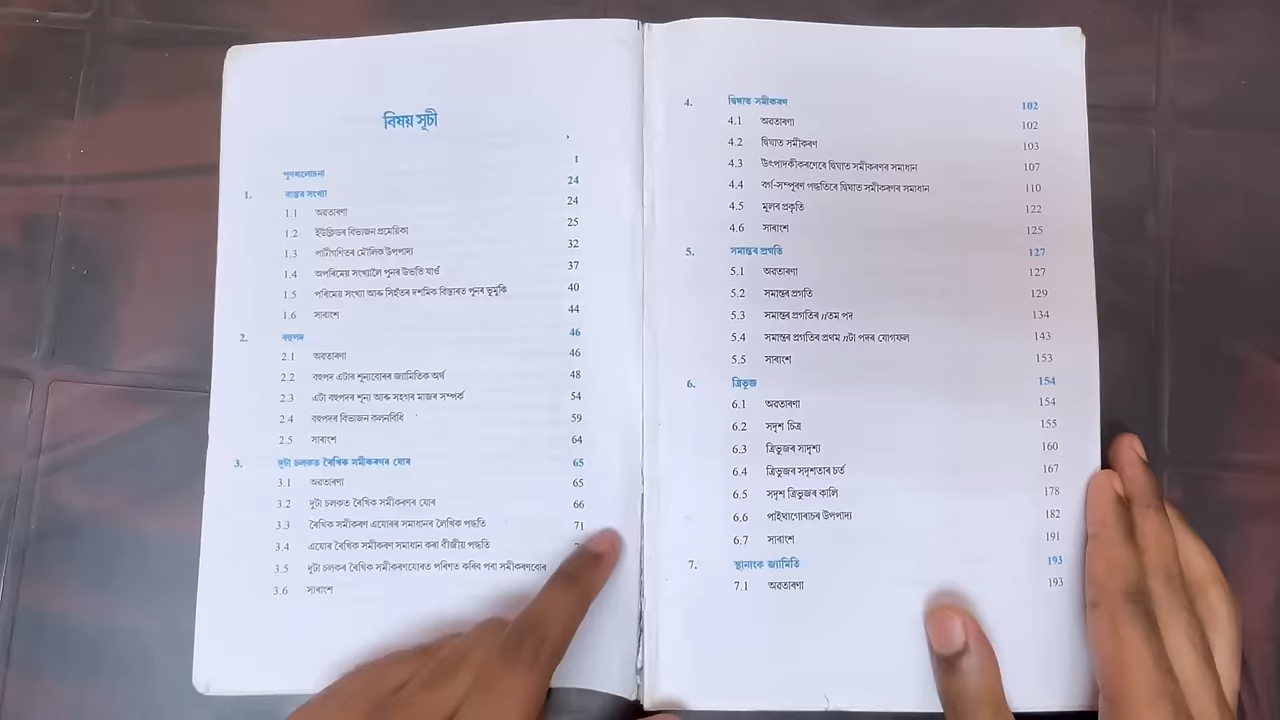 বিষয় সূচী
পুণৰালোচনা 1
1. বাস্তৱ সংখ্যা 24
1.1 অৱতাৰণা 24
1.2 ইউক্লিডৰ বিভাজন প্ৰমেয়িকা 25
1.3 পাটীগণিতৰ মৌলিক উপপাদ্য 32
1.4 অপৰিমেয় সংখ্যালৈ পুনৰ উভতি যাওঁ 37
1.5 পৰিমেয় সংখ্যা আৰু সিহঁতৰ দশমিক বিস্তাৰত পুনৰ ভূমুকি 40
1.6 সাৰাংশ 44
2. বহুপদ 46
2.1 অৱতাৰণা 46
2.2 বহুপদ এটাৰ শূন্যবোৰৰ জ্যামিতিক অৰ্থ 48
2.3 এটা বহুপদৰ শূন্য আৰু সহগৰ মাজৰ সম্পৰ্ক 54
2.4 বহুপদৰ বিভাজন কলনবিধি 59
2.5 সাৰাংশ 64
3. দুটা চলকত ৰৈখিক সমীকৰণৰ যোৰ 65
3.1 অৱতাৰণা 65
3.2 দুটা চলকত ৰৈখিক সমীকৰণৰ যোৰ 66
3.3 ৰৈখিক সমীকৰণ এযোৰৰ সমাধানৰ লৈখিক পদ্ধতি 71
3.4 এযোৰ ৰৈখিক সমীকৰণ সমাধান কৰা বীজীয় পদ্ধতি
3.5 দুটা চলকৰ ৰৈখিক সমীকৰণযোৰত পৰিণত কৰিব পৰা সমীকৰণবোৰ
3.6 সাৰাংশ
4. দ্বিঘাত সমীকৰণ 102
4.1 অৱতাৰণা 102
4.2 দ্বিঘাত সমীকৰণ 103
4.3 উৎপাদকীকৰণেৰে দ্বিঘাত সমীকৰণৰ সমাধান 107
4.4 বৰ্গ-সম্পূৰণ পদ্ধতিৰে দ্বিঘাত সমীকৰণৰ সমাধান 110
4.5 মূলৰ প্ৰকৃতি 122
4.6 সাৰাংশ 125
5. সমান্তৰ প্ৰগতি 127
5.1 অৱতাৰণা 127
5.2 সমান্তৰ প্ৰগতি 129
5.3 সমান্তৰ প্ৰগতিৰ nতম পদ 134
5.4 সমান্তৰ প্ৰগতিৰ প্ৰথম nটা পদৰ যোগফল 143
5.5 সাৰাংশ 153
6. ত্ৰিভুজ 154
6.1 অৱতাৰণা 154
6.2 সদৃশ চিত্ৰ 155
6.3 ত্ৰিভুজৰ সাদৃশ্য 160
6.4 ত্ৰিভুজৰ সদৃশতাৰ চৰ্ত 167
6.5 সদৃশ ত্ৰিভুজৰ কালি 178
6.6 পাইথাগোৰাচৰ উপপাদ্য 182
6.7 সাৰাংশ 191
7. স্থানাংক জ্যামিতি 193
7.1 অৱতাৰণা 193